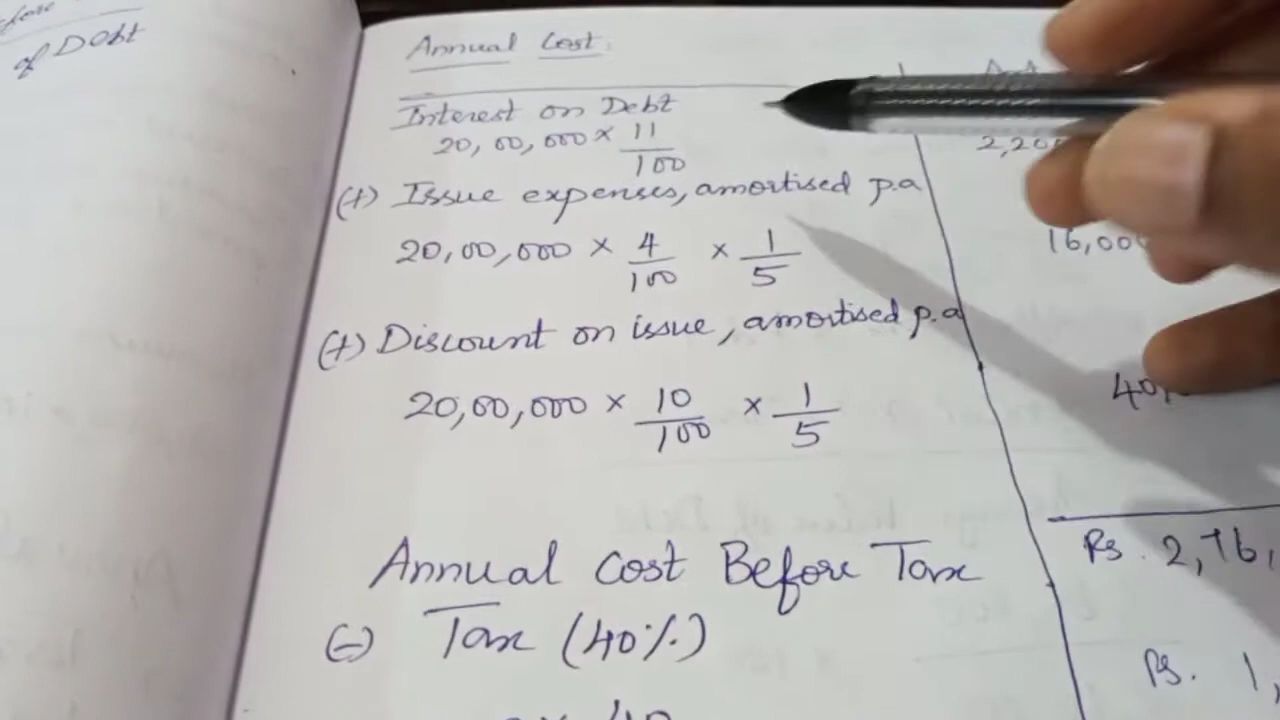 of Debt
Annual Cost
Interest on Debt
20,00,000 × 11/100
2,20
(+) Issue expenses, amortised p.a
20,00,000 × 4/100 × 1/5
16,00
(+) Discount on issue, amortised p.a
20,00,000 × 10/100 × 1/5
40,
Annual Cost Before Tax
Rs. 2,76,
(-) Tax (40%)
Rs. 1,
× 40